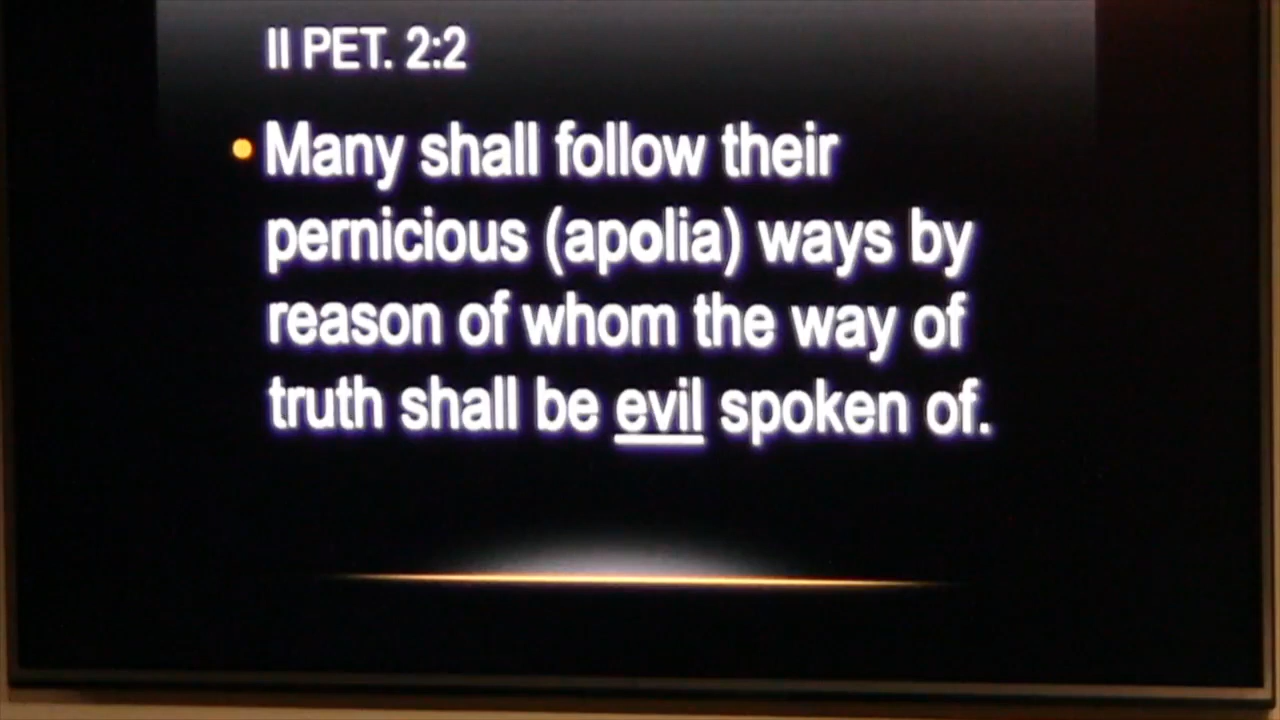 II PET. 2:2
• Many shall follow their
pernicious (apolia) ways by
reason of whom the way of
truth shall be evil spoken of.